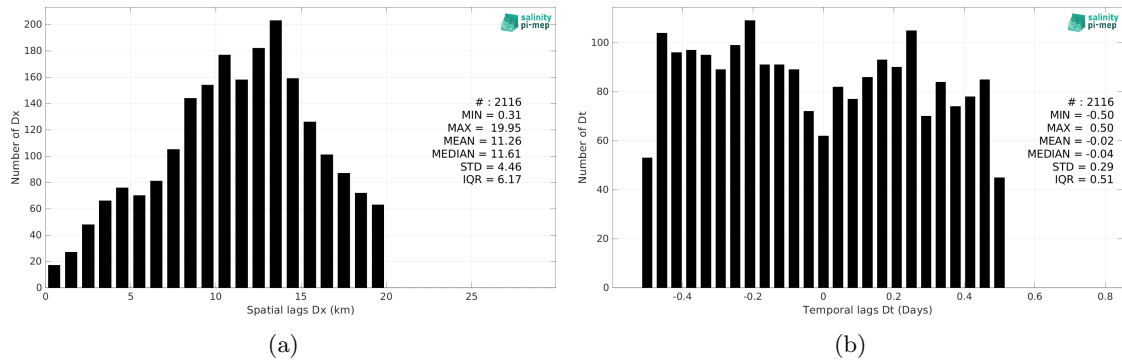 200
180
160
140
120
100
80
60
40
20
0
Number of Dx
0 5 10 15 20 25
Spatial lags Dx (km)
salinity
pi-mep
# : 2116
MIN = 0.31
MAX = 19.95
MEAN = 11.26
MEDIAN = 11.61
STD = 4.46
IQR = 6.17
(a)
100
80
60
40
20
0
Number of Dt
-0.4 -0.2 0 0.2 0.4 0.6 0.8
Temporal lags Dt (Days)
salinity
pi-mep
# : 2116
MIN = -0.50
MAX = 0.50
MEAN = -0.02
MEDIAN = -0.04
STD = 0.29
IQR = 0.51
(b)